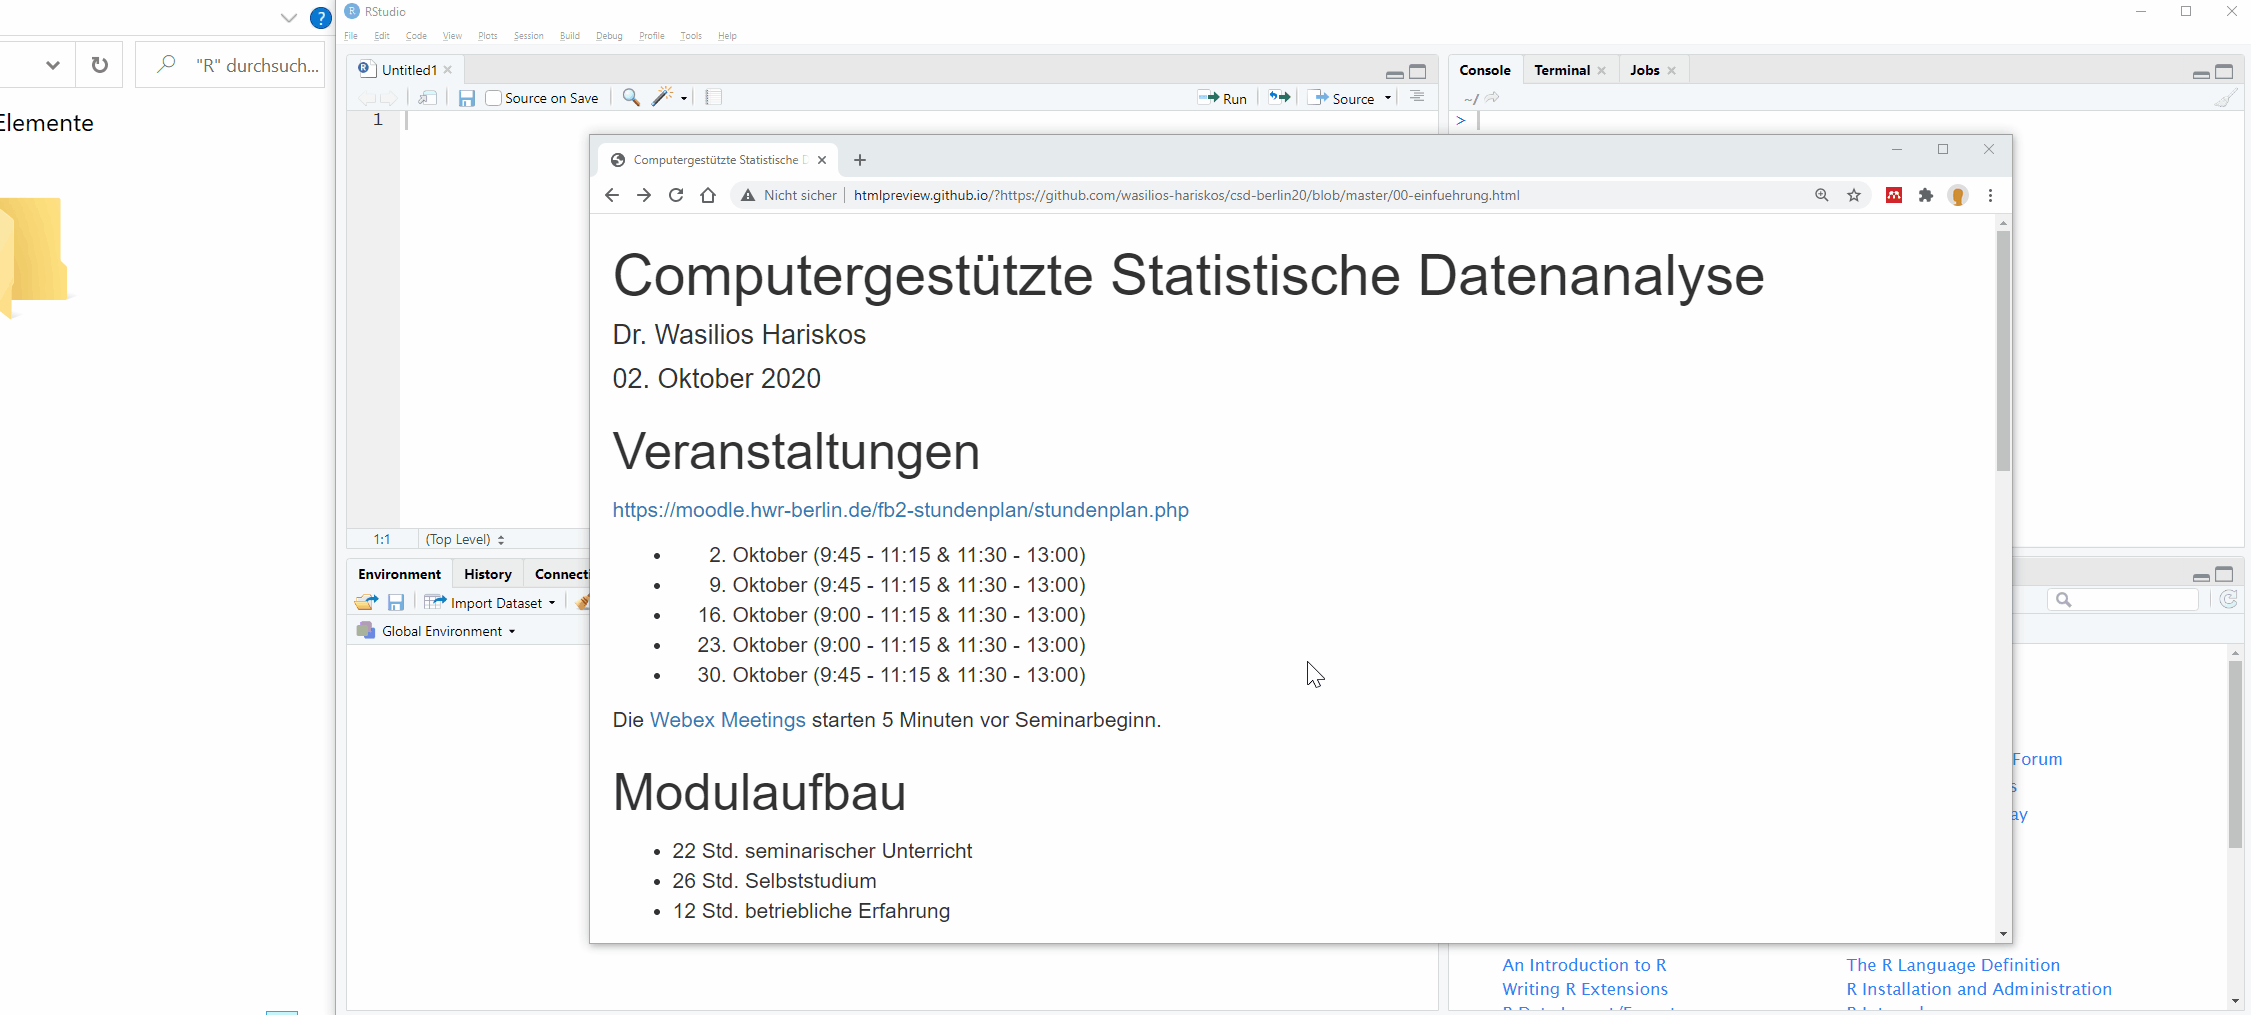 ?
"R" durchsuch...
Elemente
RStudio
File Edit Code View Plots Session Build Debug Profile Tools Help
Untitled1
Source on Save
Run
Source
1
1:1
(Top Level)
Console
Terminal
Jobs
~/
>
Environment
History
Import Dataset
Global Environment
Computergestützte Statistische
Nicht sicher
htmlpreview.github.io/?https://github.com/wasilios-hariskos/csd-berlin20/blob/master/00-einfuehrung.html
Computergestützte Statistische Datenanalyse
Dr. Wasilios Hariskos
02. Oktober 2020
Veranstaltungen
https://moodle.hwr-berlin.de/fb2-stundenplan/stundenplan.php
• 2. Oktober (9:45 - 11:15 & 11:30 - 13:00)
• 9. Oktober (9:45 - 11:15 & 11:30 - 13:00)
• 16. Oktober (9:00 - 11:15 & 11:30 - 13:00)
• 23. Oktober (9:00 - 11:15 & 11:30 - 13:00)
• 30. Oktober (9:45 - 11:15 & 11:30 - 13:00)
Die Webex Meetings starten 5 Minuten vor Seminarbeginn.
Modulaufbau
• 22 Std. seminarischer Unterricht
• 26 Std. Selbststudium
• 12 Std. betriebliche Erfahrung
Forum
An Introduction to R
The R Language Definition
Writing R Extensions
R Installation and Administration